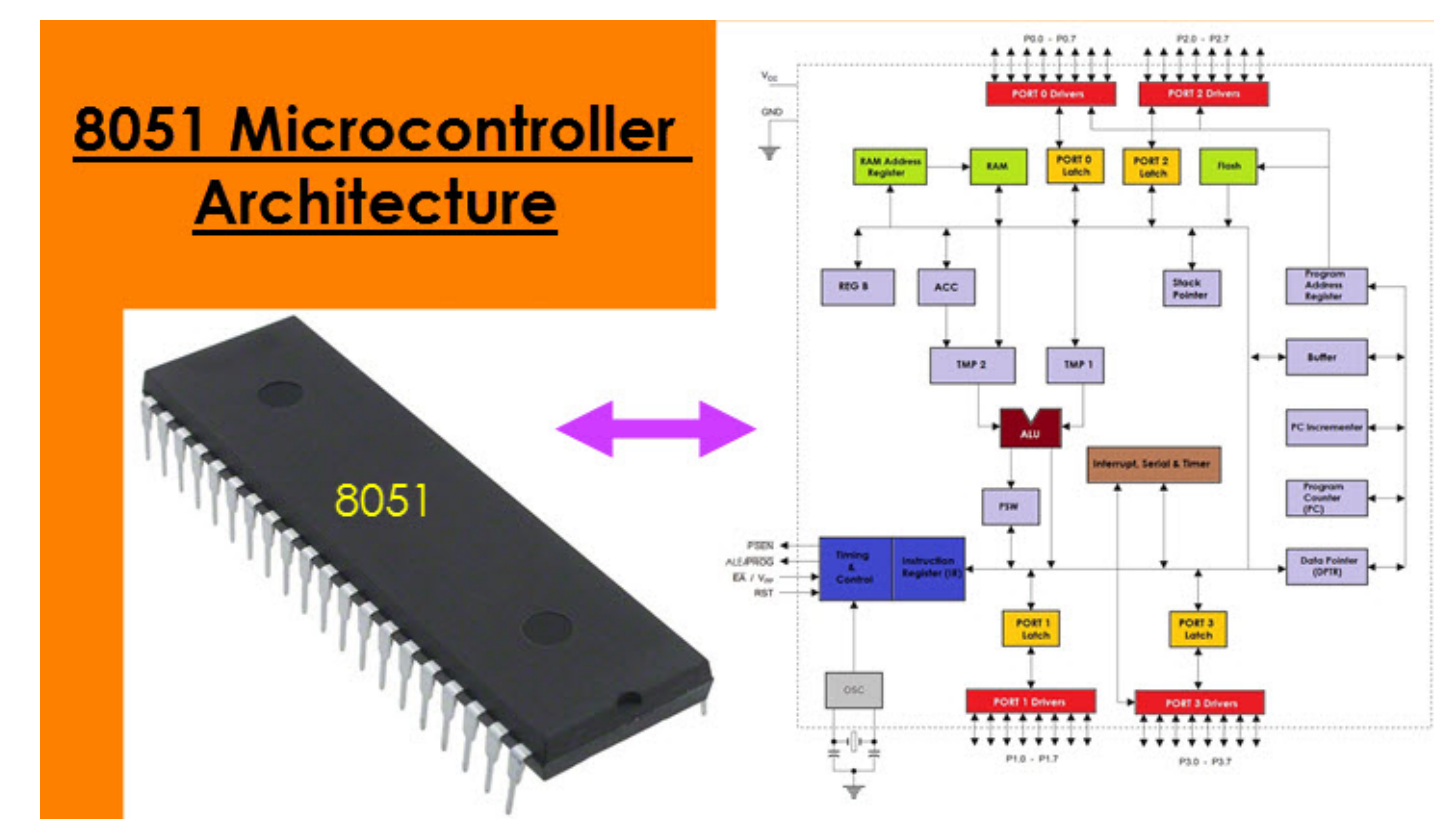 8051 Microcontroller
Architecture
8051
P0.0 - P0.7
P2.0 - P2.7
VCC
GND
PORT 0 Drivers
PORT 2 Drivers
RAM Address
Register
RAM
PORT 0
Latch
PORT 2
Latch
Flash
REG B
ACC
Stack
Pointer
Program
Address
Register
TMP 2
TMP 1
Buffer
ALU
PC Incrementer
Interrupt, Serial & Timer
Program
Counter
(PC)
PSW
PSEN
ALE/PROG
EA / VPP
RST
Timing
&
Control
Instruction
Register (IR)
Data Pointer
(DPTR)
PORT 1
Latch
PORT 3
Latch
OSC
PORT 1 Drivers
PORT 3 Drivers
P1.0 - P1.7
P3.0 - P3.7